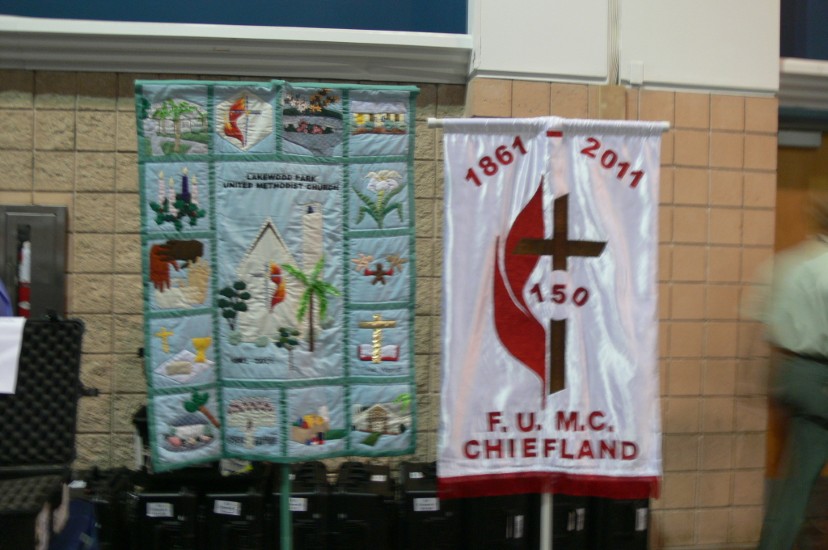 LAKEWOOD PARK
UNITED METHODIST CHURCH
1861 2011
150
F. U. M.C.
CHIEFLAND